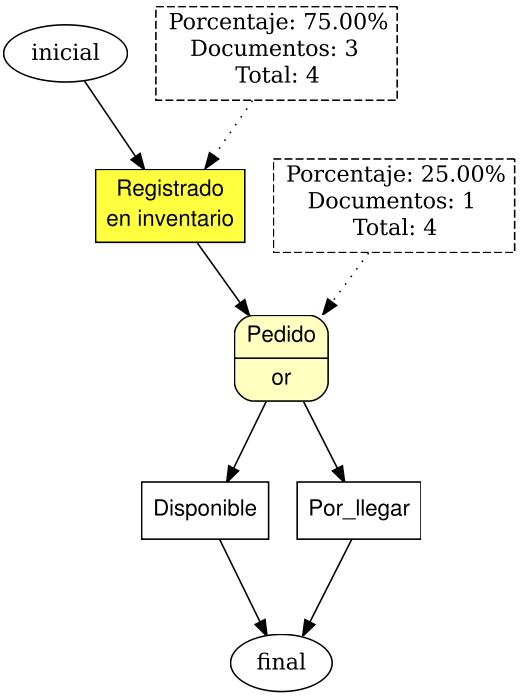 inicial
Porcentaje: 75.00%
Documentos: 3
Total: 4
Registrado
en inventario
Porcentaje: 25.00%
Documentos: 1
Total: 4
Pedido
or
Disponible
Por_llegar
final